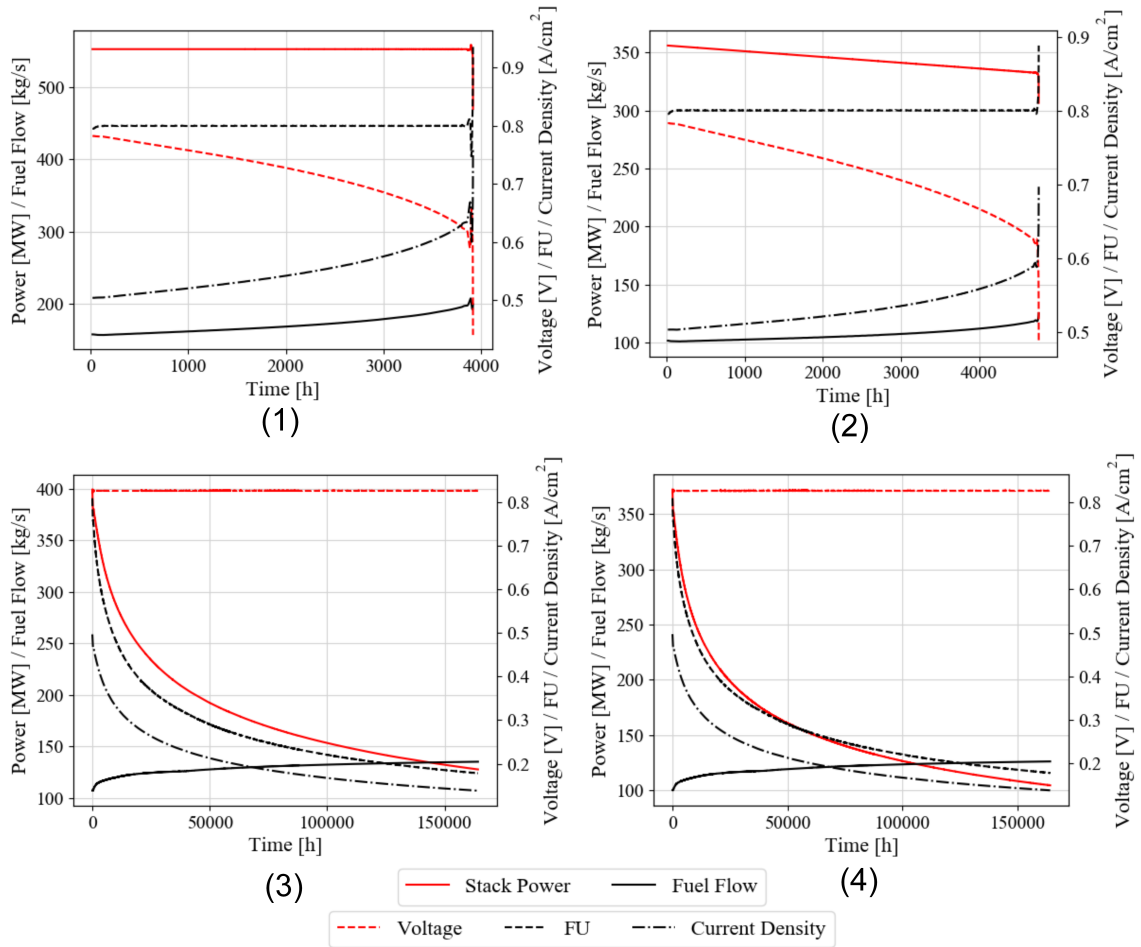 Power [MW] / Fuel Flow [kg/s]
500
400
300
200
0.9
0.8
0.7
0.6
0.5
Voltage [V] / FU / Current Density [A/cm²]
0 1000 2000 3000 4000
Time [h]
(1)
Power [MW] / Fuel Flow [kg/s]
350
300
250
200
150
100
0.9
0.8
0.7
0.6
0.5
Voltage [V] / FU / Current Density [A/cm²]
0 1000 2000 3000 4000
Time [h]
(2)
Power [MW] / Fuel Flow [kg/s]
400
350
300
250
200
150
100
0.8
0.7
0.6
0.5
0.4
0.3
0.2
Voltage [V] / FU / Current Density [A/cm²]
0 50000 100000 150000
Time [h]
(3)
Power [MW] / Fuel Flow [kg/s]
350
300
250
200
150
100
0.8
0.7
0.6
0.5
0.4
0.3
0.2
Voltage [V] / FU / Current Density [A/cm²]
0 50000 100000 150000
Time [h]
(4)
Stack Power Fuel Flow
Voltage FU Current Density